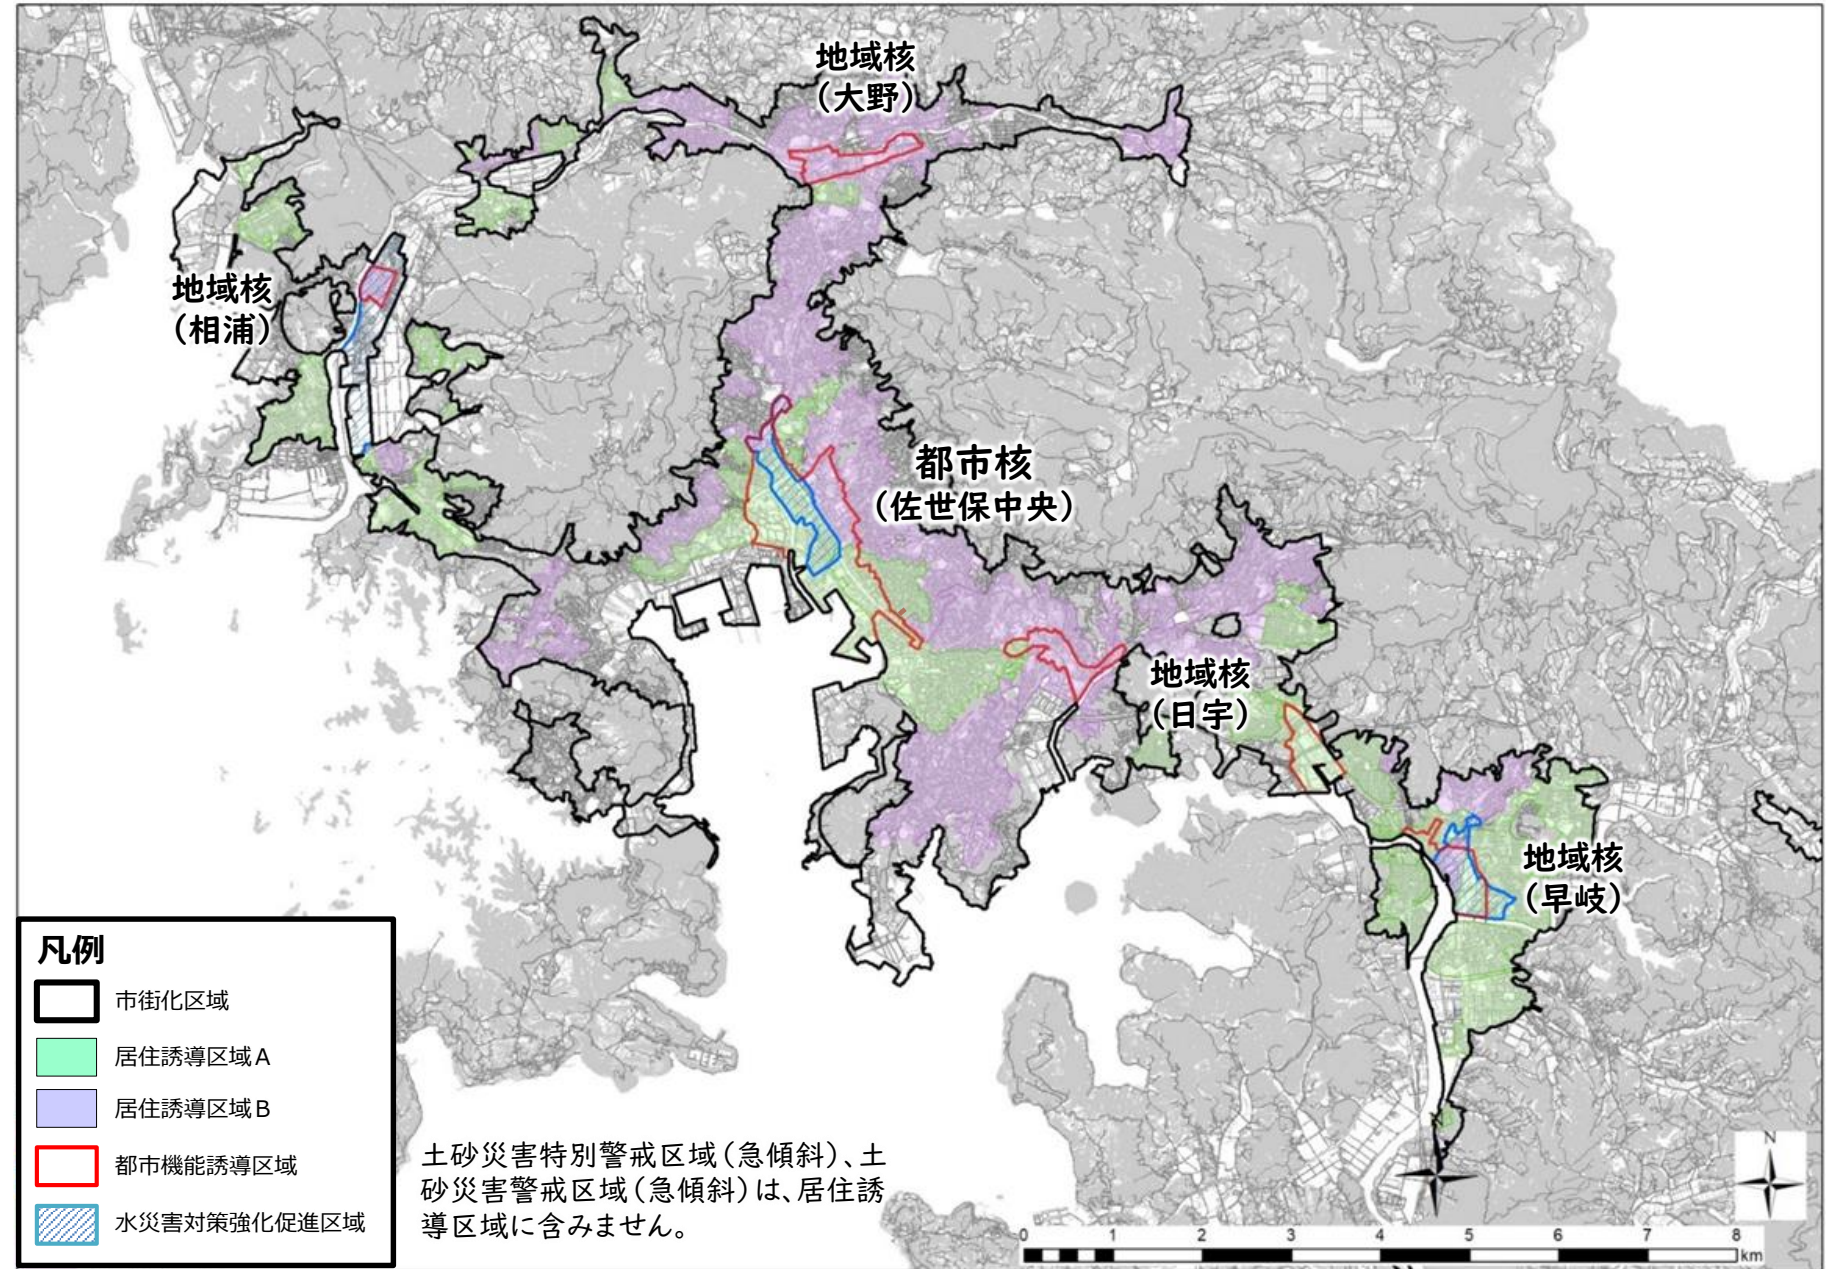 地域核
（大野）
地域核
（相浦）
都市核
（佐世保中央）
地域核
（日宇）
地域核
（早岐）
凡例
市街化区域
居住誘導区域A
居住誘導区域B
都市機能誘導区域
水災害対策強化促進区域
土砂災害特別警戒区域（急傾斜）、土
砂災害警戒区域（急傾斜）は、居住誘
導区域に含みません。
N
0 1 2 3 4 5 6 7 8
km